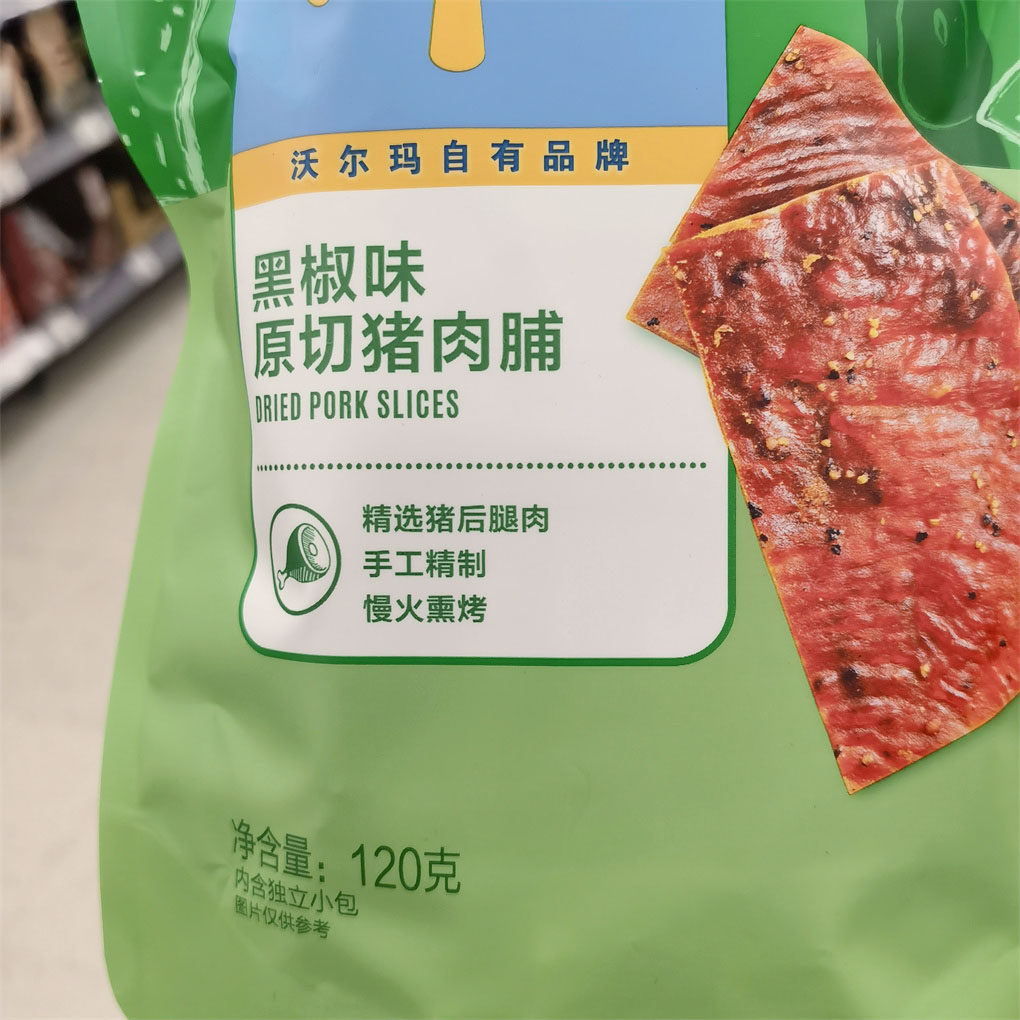 沃尔玛自有品牌
黑椒味
原切猪肉脯
DRIED PORK SLICES
精选猪后腿肉
手工精制
慢火熏烤
净含量：120克
内含独立小包
图片仅供参考